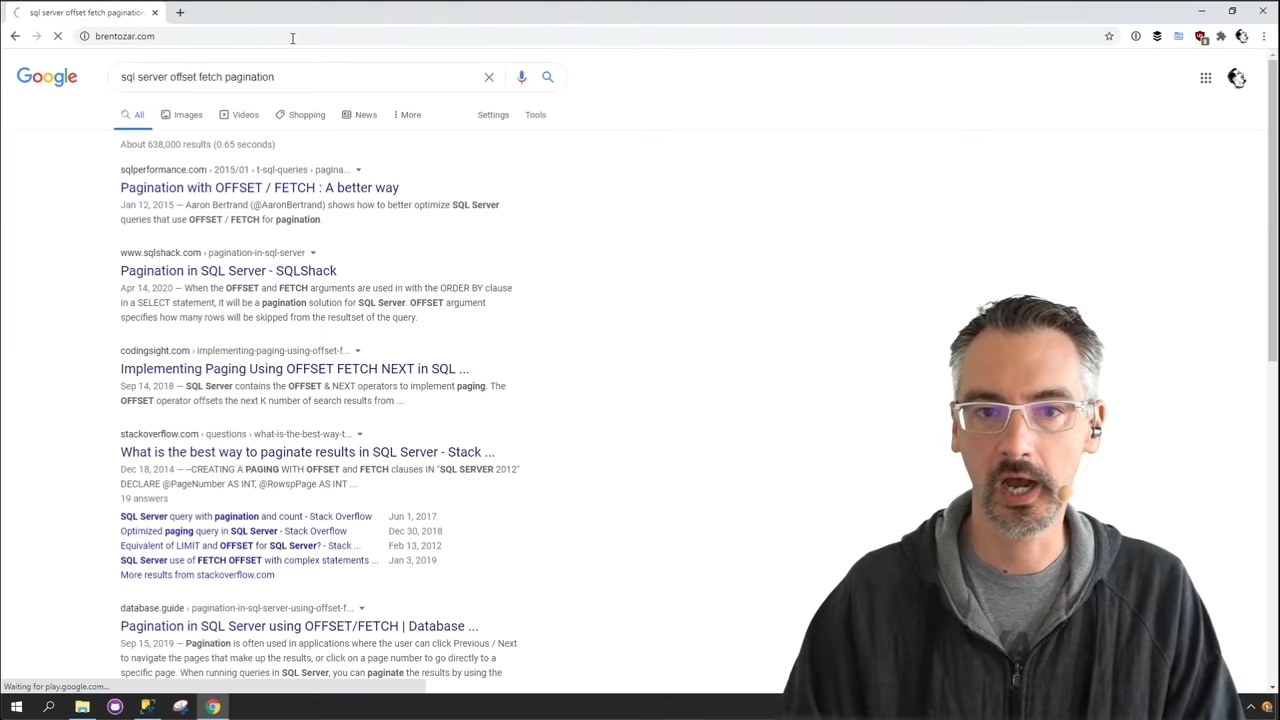 sql server offset fetch pagination
brentozar.com
Google
sql server offset fetch pagination
All
Images
Videos
Shopping
News
More
Settings
Tools
About 638,000 results (0.65 seconds)
sqlperformance.com › 2015/01 › t-sql-queries › pagina...
Pagination with OFFSET / FETCH : A better way
Jan 12, 2015 — Aaron Bertrand (@AaronBertrand) shows how to better optimize SQL Server
queries that use OFFSET / FETCH for pagination.
www.sqlshack.com › pagination-in-sql-server
Pagination in SQL Server - SQLShack
Apr 14, 2020 — When the OFFSET and FETCH arguments are used in with the ORDER BY clause
in a SELECT statement, it will be a pagination solution for SQL Server. OFFSET argument
specifies how many rows will be skipped from the resultset of the query.
codingsight.com › implementing-paging-using-offset-f...
Implementing Paging Using OFFSET FETCH NEXT in SQL ...
Sep 14, 2018 — SQL Server contains the OFFSET & NEXT operators to implement paging. The
OFFSET operator offsets the next K number of search results from ...
stackoverflow.com › questions › what-is-the-best-way-t...
What is the best way to paginate results in SQL Server - Stack ...
Dec 18, 2014 — --CREATING A PAGING WITH OFFSET and FETCH clauses IN "SQL SERVER 2012"
DECLARE @PageNumber AS INT, @RowspPage AS INT ...
19 answers
SQL Server query with pagination and count - Stack Overflow Jun 1, 2017
Optimized paging query in SQL Server - Stack Overflow Dec 30, 2018
Equivalent of LIMIT and OFFSET for SQL Server? - Stack ... Feb 13, 2012
SQL Server use of FETCH OFFSET with complex statements ... Jan 3, 2019
More results from stackoverflow.com
database.guide › pagination-in-sql-server-using-offset-f...
Pagination in SQL Server using OFFSET/FETCH | Database ...
Sep 15, 2019 — Pagination is often used in applications where the user can click Previous / Next
to navigate the pages that make up the results, or click on a page number to go directly to a
specific page. When running queries in SQL Server, you can paginate the results by using the
Waiting for play.google.com...